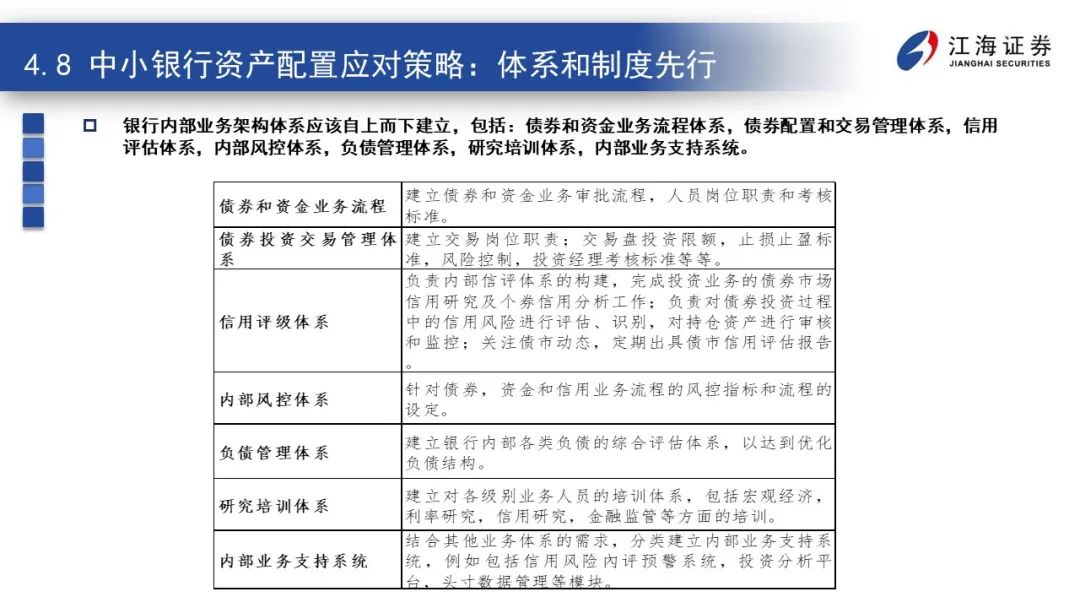 4.8 中小银行资产配置应对策略：体系和制度先行
江海证券
JIANGHAI SECURITIES
银行内部业务架构体系应该自上而下建立，包括：债券和资金业务流程体系，债券配置和交易管理体系，信用
评估体系，内部风控体系，负债管理体系，研究培训体系，内部业务支持系统。
债券和资金业务流程
建立债券和资金业务审批流程，人员岗位职责和考核
标准。
债券投资交易管理体
系
建立交易岗位职责；交易盘投资限额，止损止盈标
准，风险控制，投资经理考核标准等等。
信用评级体系
负责内部信评体系的构建，完成投资业务的债券市场
信用研究及个券信用分析工作；负责对债券投资过程
中的信用风险进行评估、识别，对持仓资产进行审核
和监控；关注债市动态，定期出具债市信用评估报告
。
内部风控体系
针对债券，资金和信用业务流程的风控指标和流程的
设定。
负债管理体系
建立银行内部各类负债的综合评估体系，以达到优化
负债结构。
研究培训体系
建立对各级别业务人员的培训体系，包括宏观经济，
利率研究，信用研究，金融监管等方面的培训。
内部业务支持系统
结合其他业务体系的需求，分类建立内部业务支持系
统，例如包括信用风险内评预警系统，投资分析平
台，头寸数据管理等模块。